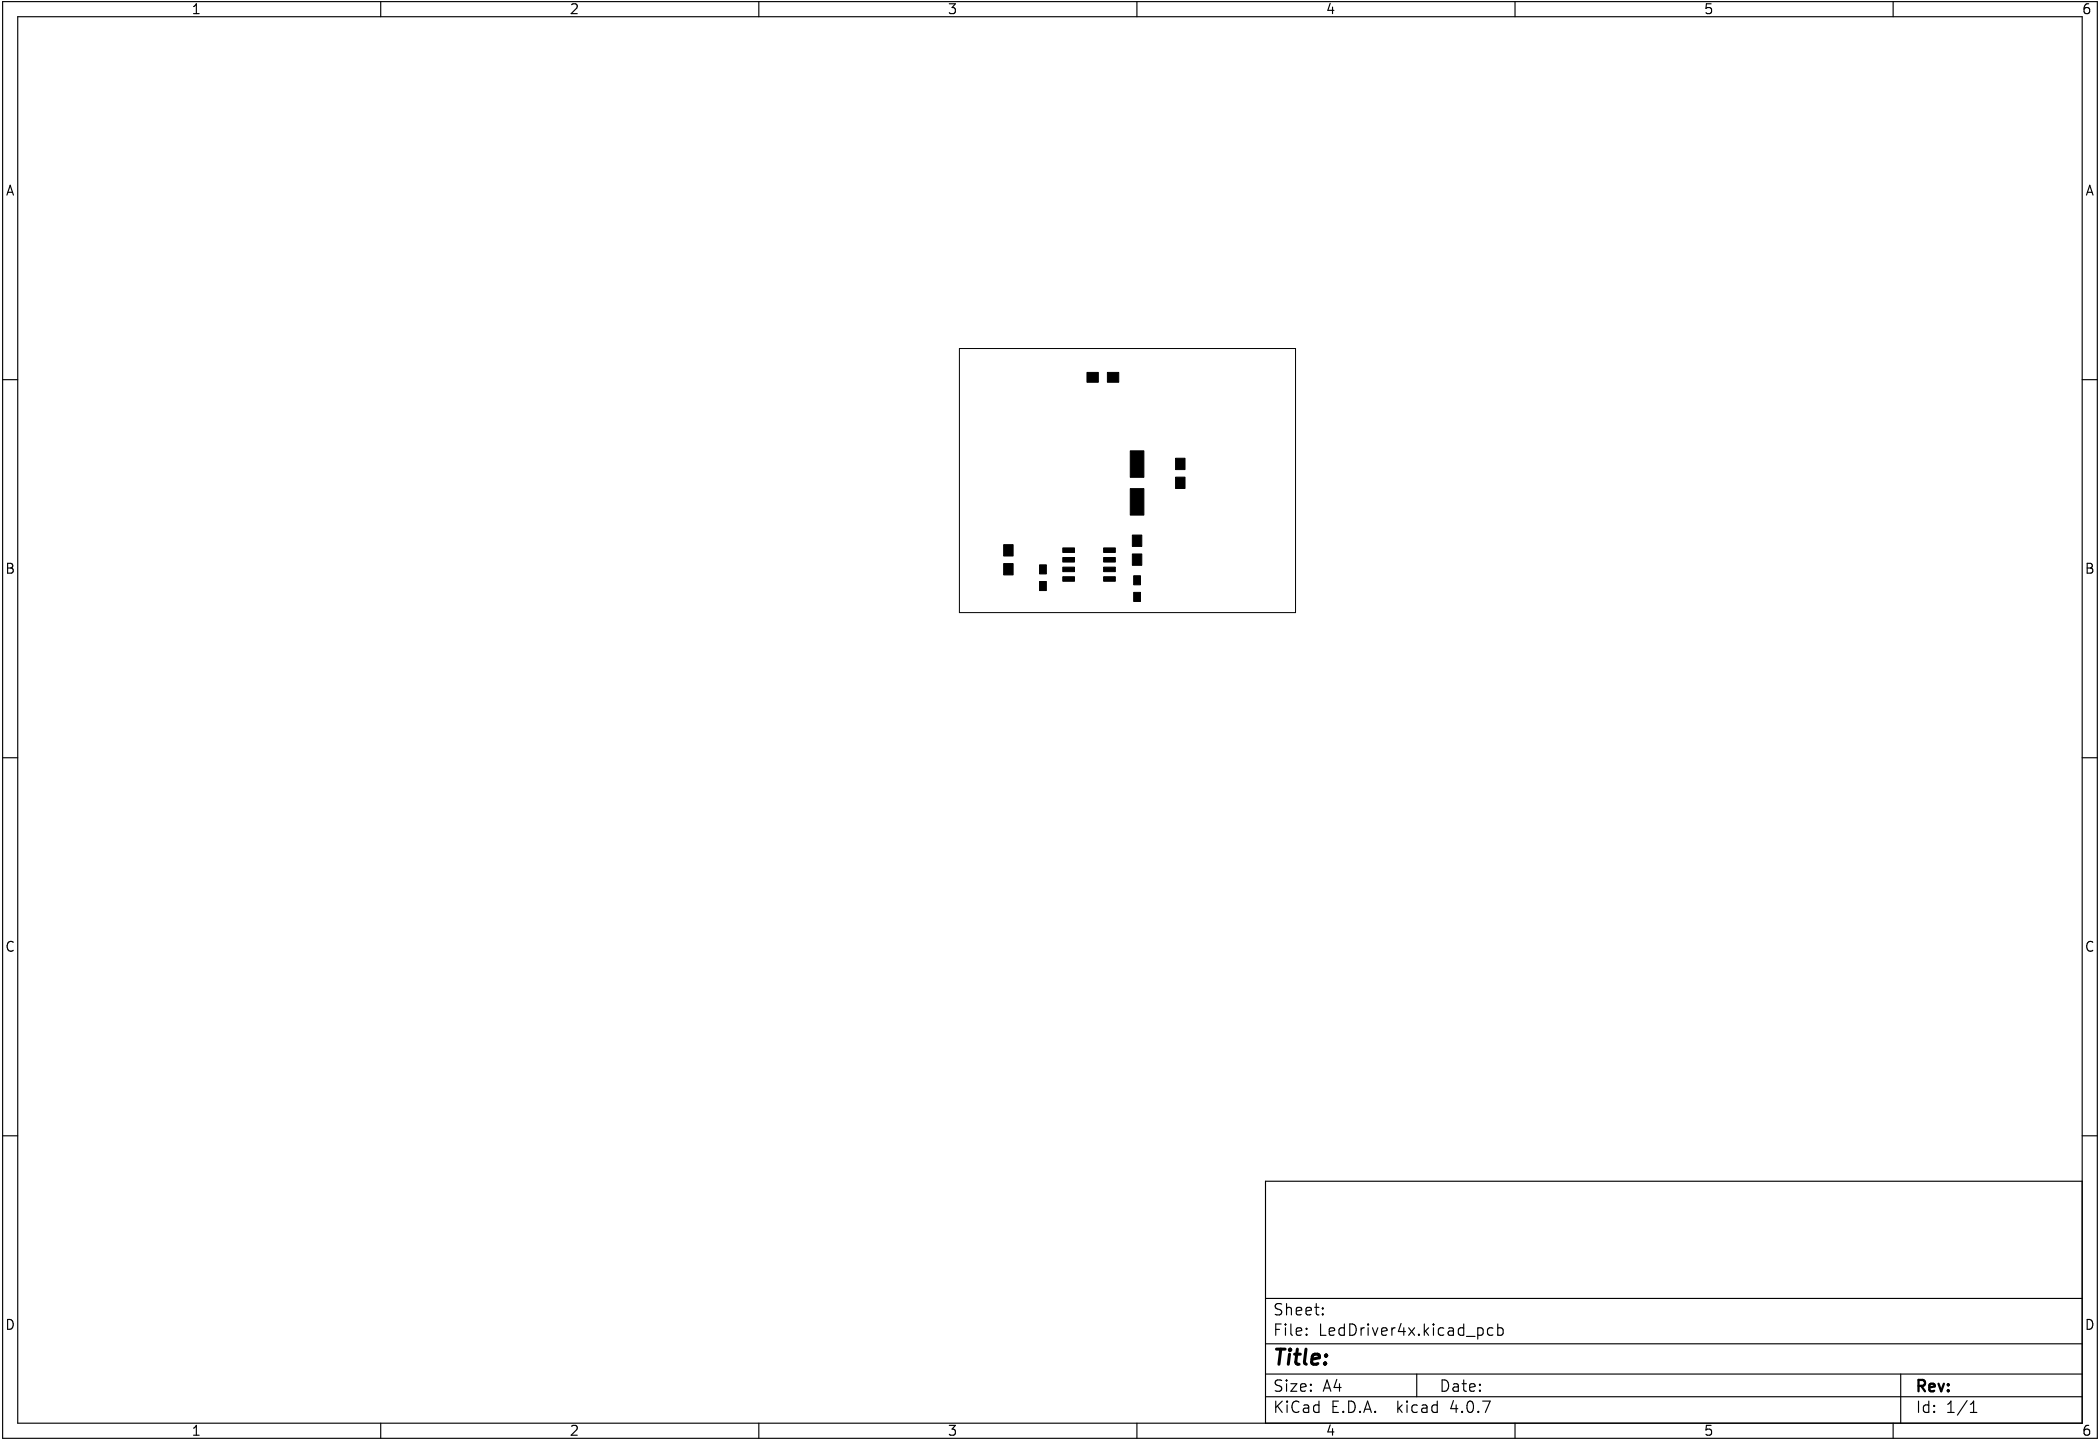 1 2 3 4 5 6
A A
B B
C C
D D
Sheet:
File: LedDriver4x.kicad_pcb
Title:
Size: A4 Date: Rev:
KiCad E.D.A. kicad 4.0.7 Id: 1/1
1 2 3 4 5 6